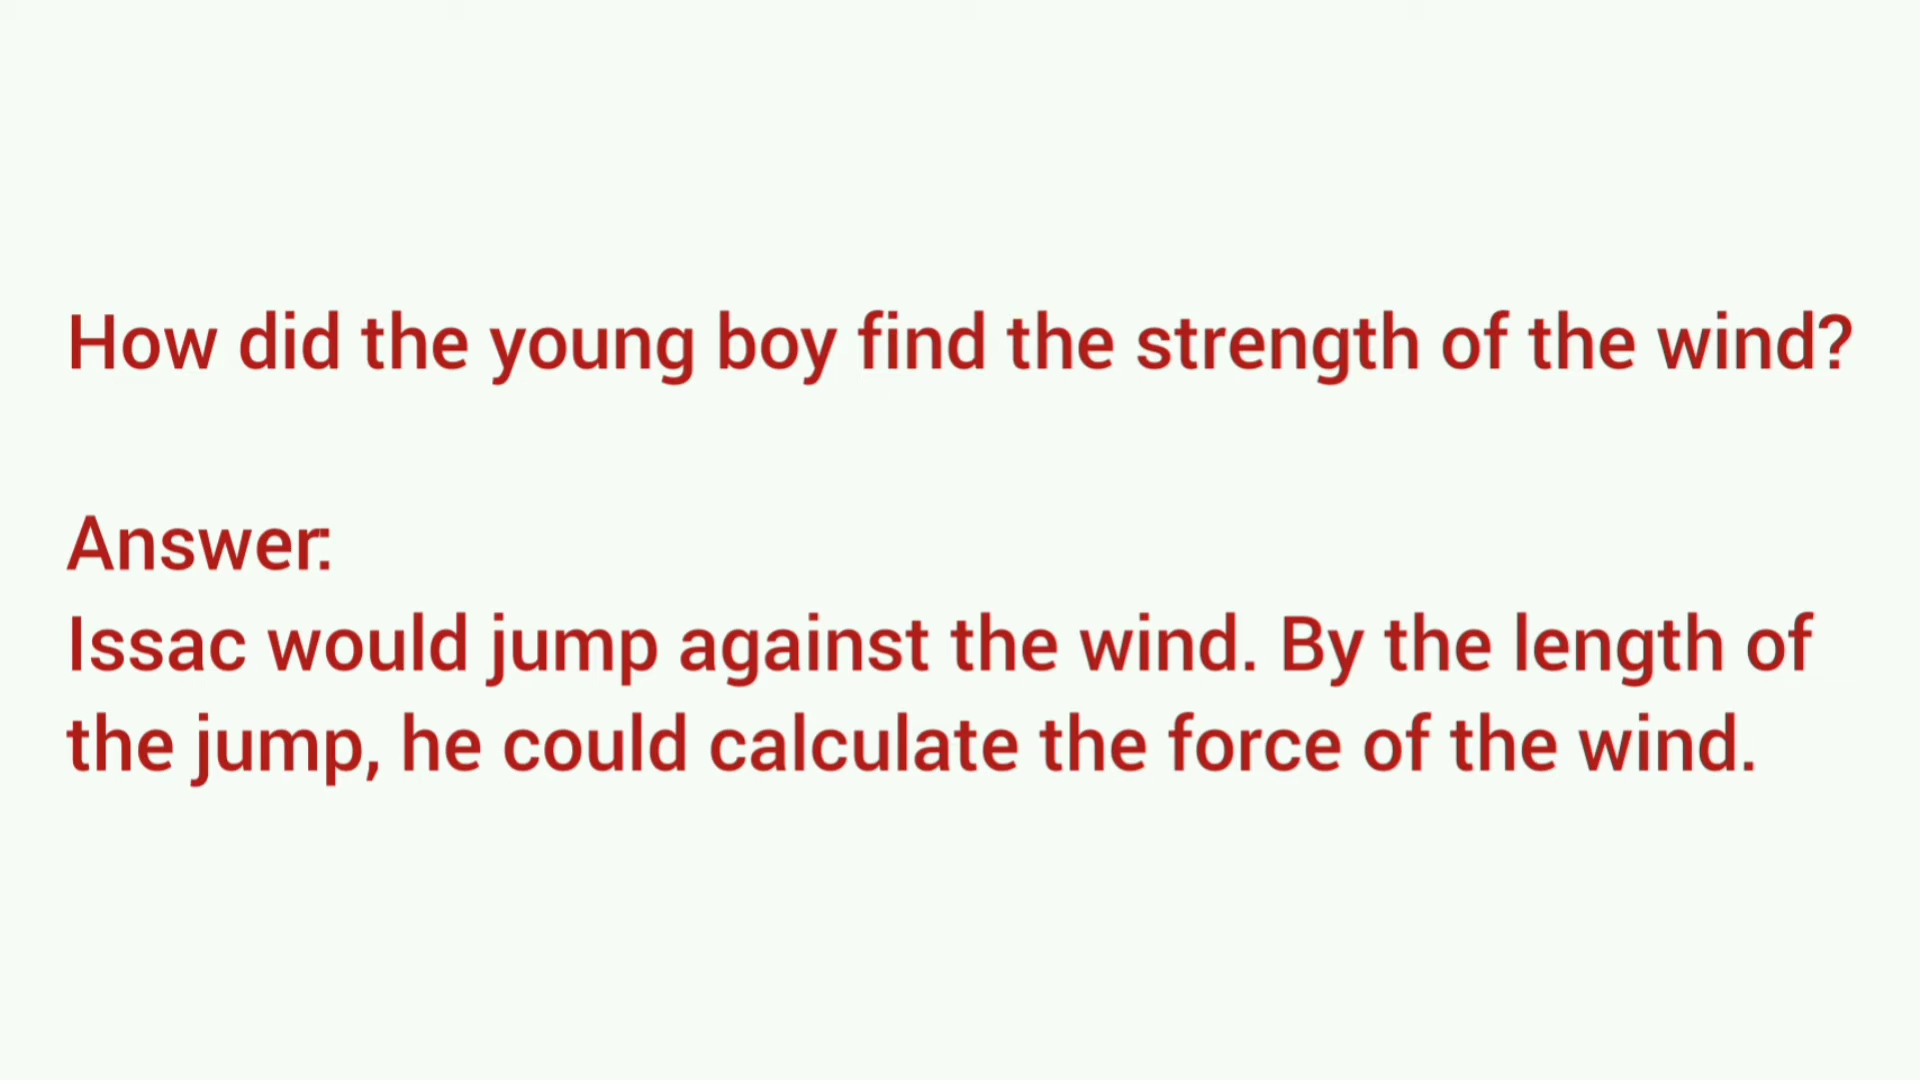 How did the young boy find the strength of the wind?
Answer:
Issac would jump against the wind. By the length of
the jump, he could calculate the force of the wind.